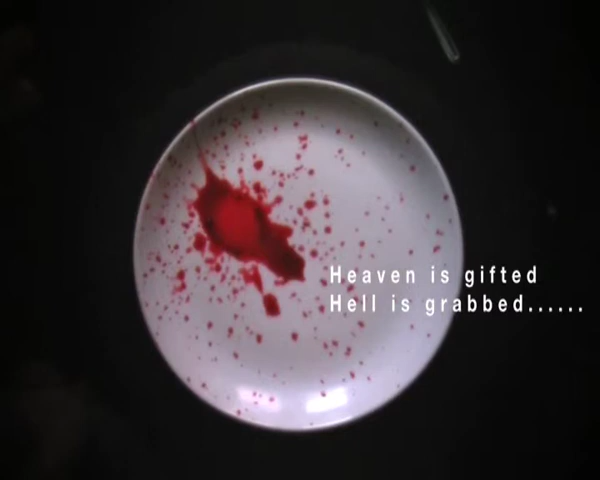 Heaven is gifted
Hell is grabbed......